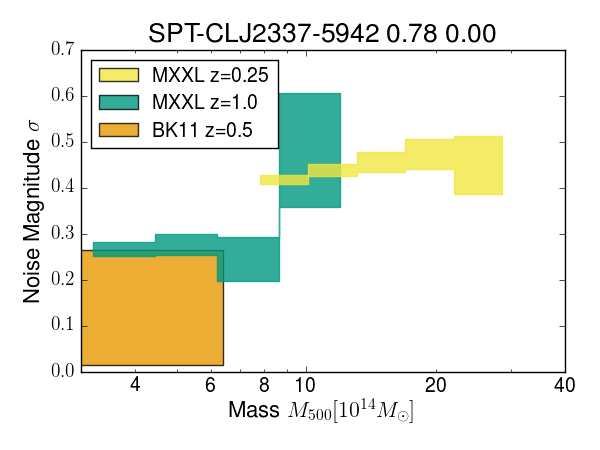 SPT-CLJ2337-5942 0.78 0.00
0.7
0.6
0.5
0.4
0.3
0.2
0.1
0.0
Noise Magnitude σ
MXXL z=0.25
MXXL z=1.0
BK11 z=0.5
4 6 8 10 20 40
Mass M₅₀₀[10¹⁴M☉]